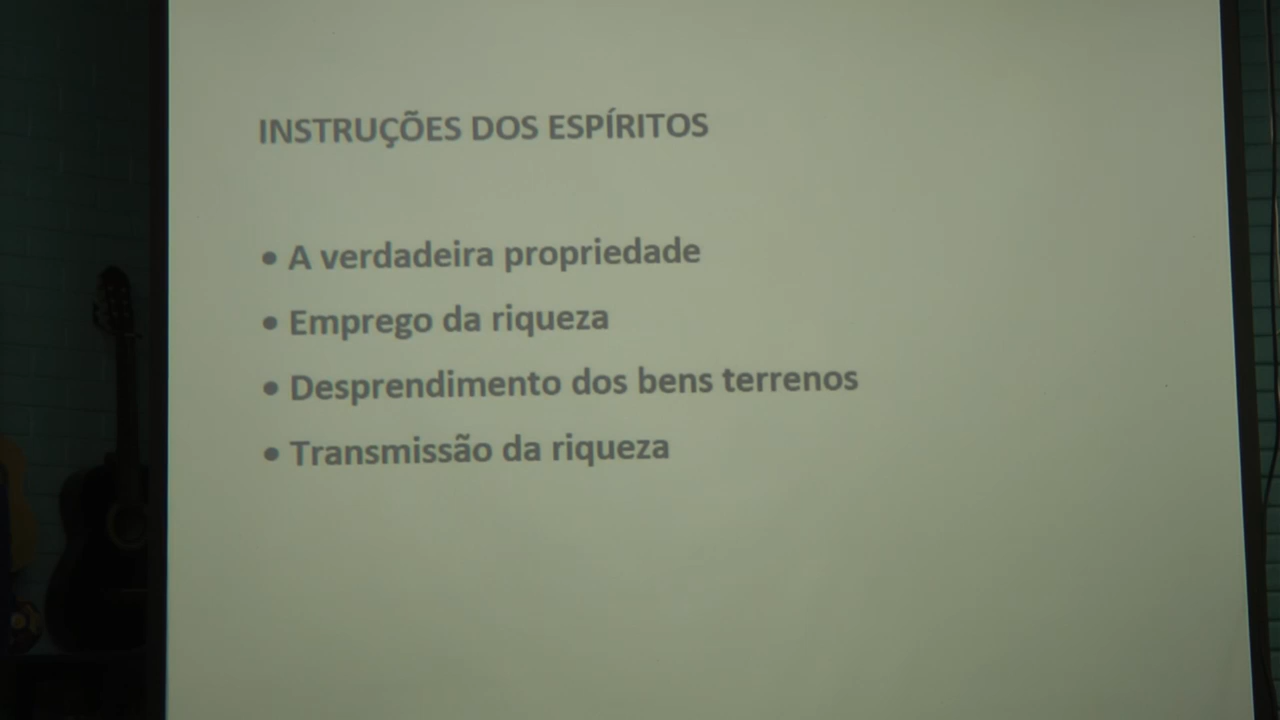 INSTRUÇÕES DOS ESPÍRITOS
• A verdadeira propriedade
• Emprego da riqueza
• Desprendimento dos bens terrenos
• Transmissão da riqueza